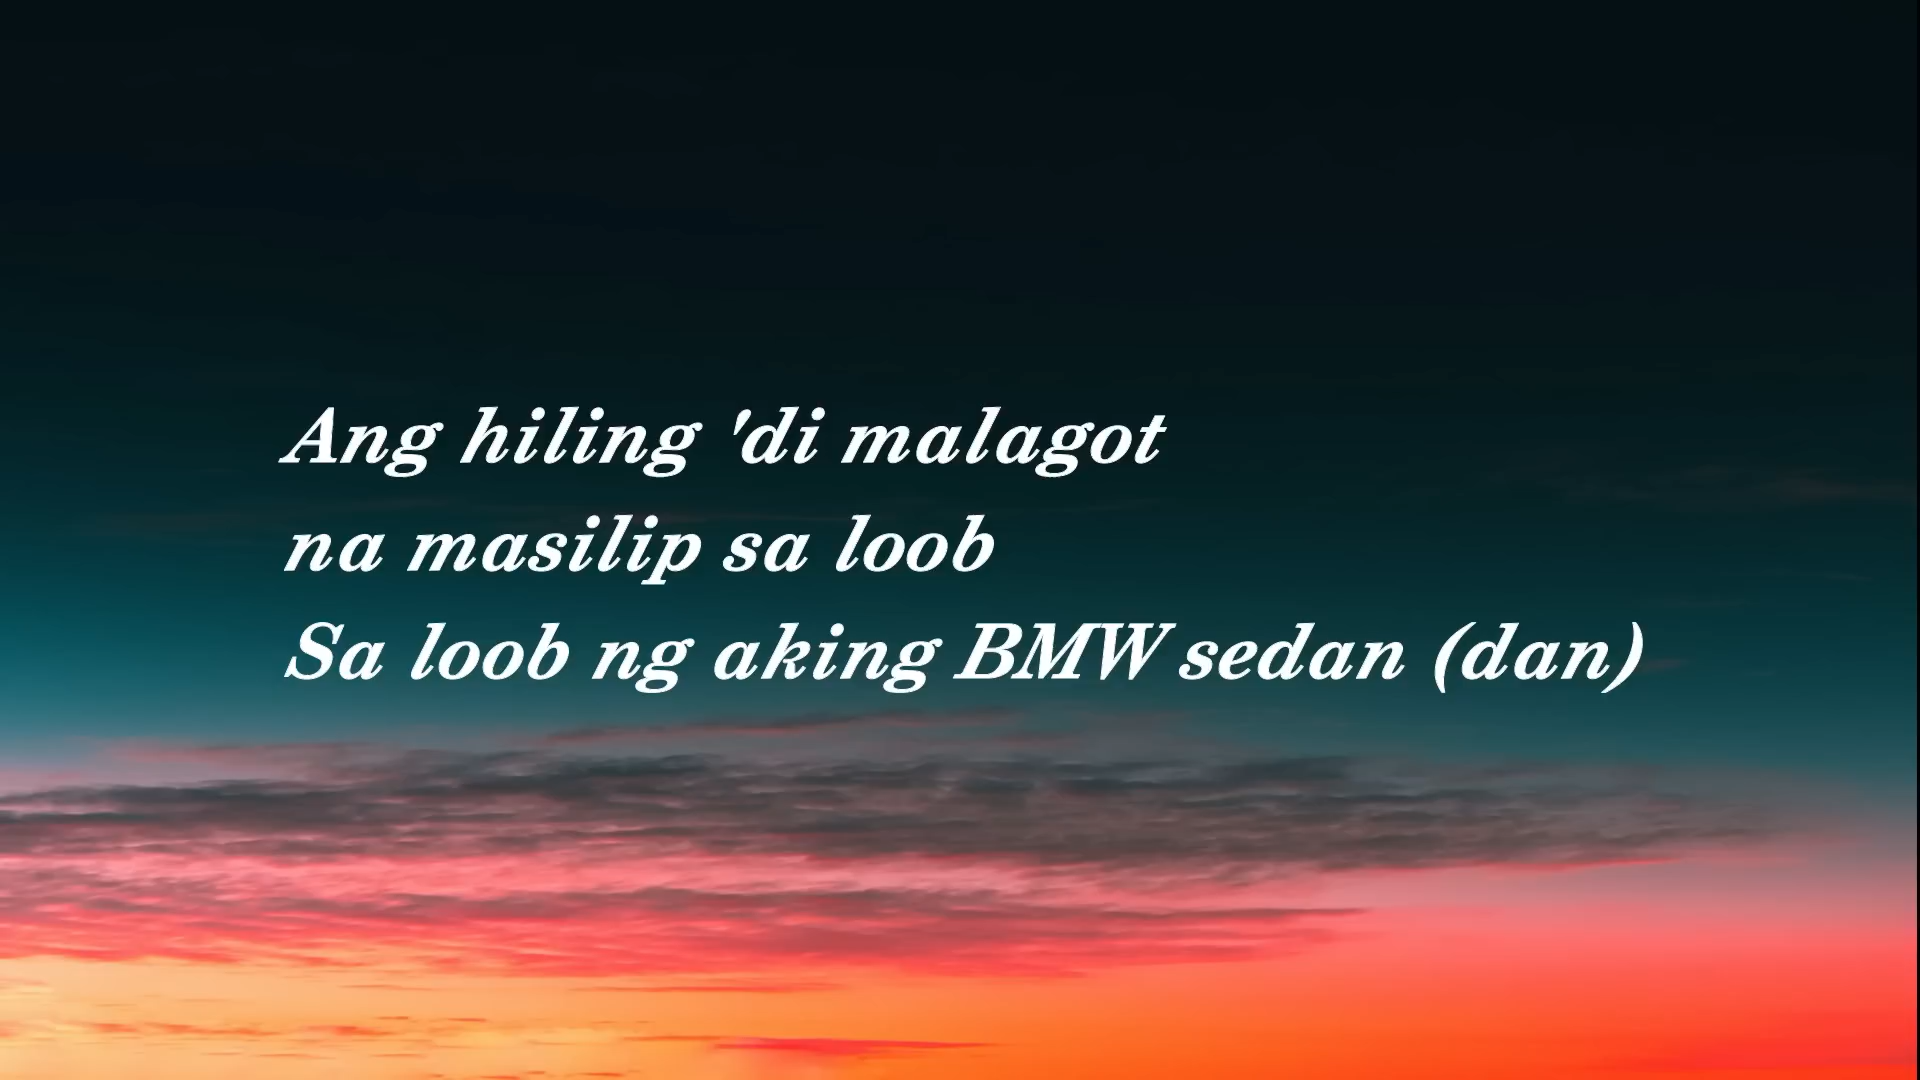 Ang hiling 'di malagot
na masilip sa loob
Sa loob ng aking BMW sedan (dan)